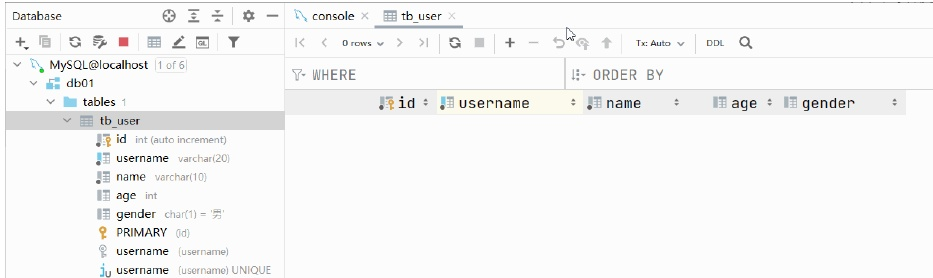 Database
console
tb_user
0 rows
Tx: Auto
DDL
MySQL@localhost 1 of 6
WHERE
ORDER BY
db01
tables 1
id
username
name
age
gender
tb_user
id int (auto increment)
username varchar(20)
name varchar(10)
age int
gender char(1) = '男'
PRIMARY (id)
username (username)
username (username) UNIQUE